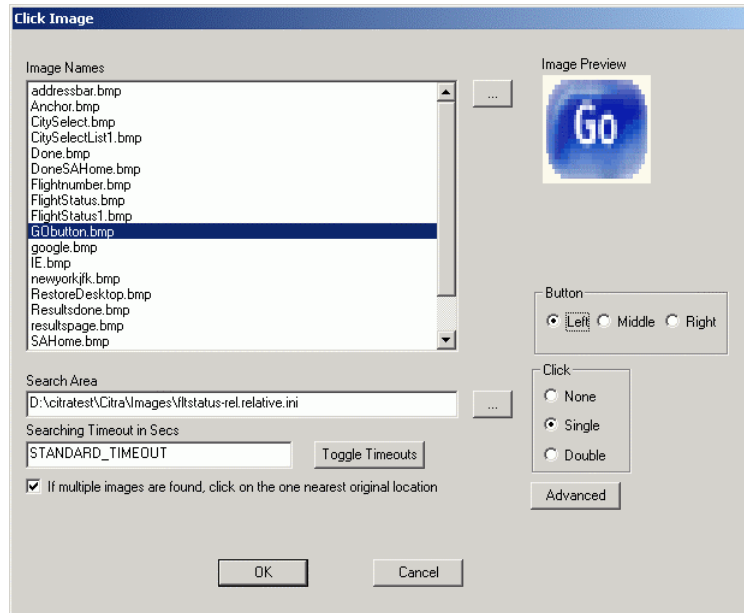 Click Image
Image Names
addressbar.bmp
Anchor.bmp
CitySelect.bmp
CitySelectList1.bmp
Done.bmp
DoneSAHome.bmp
Flightnumber.bmp
FlightStatus.bmp
FlightStatus1.bmp
GObutton.bmp
google.bmp
IE.bmp
newyorkjfk.bmp
RestoreDesktop.bmp
Resultsdone.bmp
resultspage.bmp
SAHome.bmp
...
Image Preview
Go
Button
Left Middle Right
Search Area
D:\citratest\Citra\Images\fltstatus-rel.relative.ini
...
Searching Timeout in Secs
STANDARD_TIMEOUT
Toggle Timeouts
If multiple images are found, click on the one nearest original location
Click
None
Single
Double
Advanced
OK
Cancel